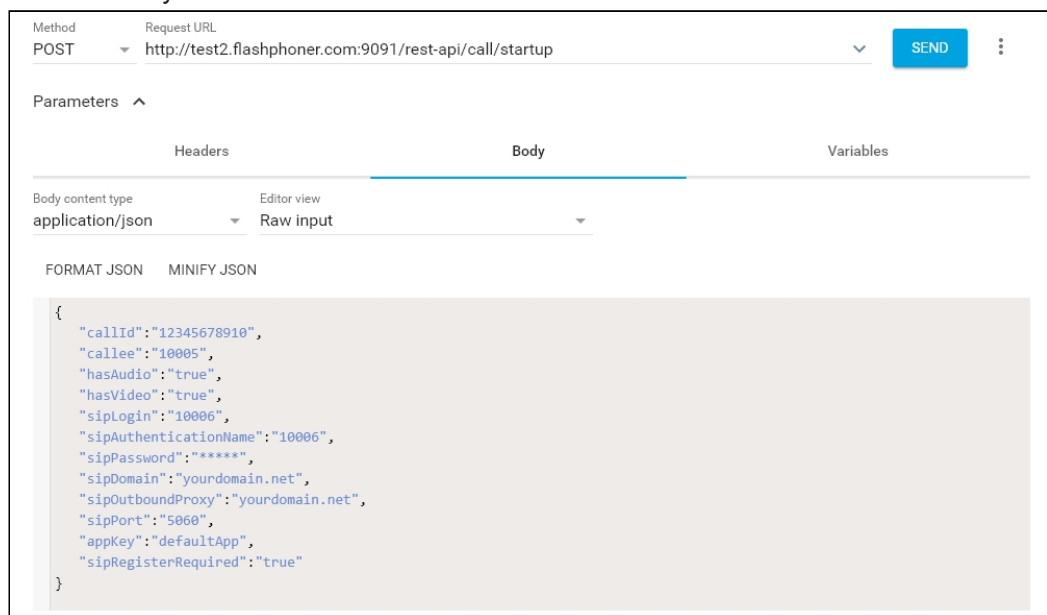 Method Request URL
POST http://test2.flashphoner.com:9091/rest-api/call/startup SEND
Parameters
Headers Body Variables
Body content type Editor view
application/json Raw input
FORMAT JSON MINIFY JSON
{
"callId":"12345678910",
"callee":"10005",
"hasAudio":"true",
"hasVideo":"true",
"sipLogin":"10006",
"sipAuthenticationName":"10006",
"sipPassword":"*****",
"sipDomain":"yourdomain.net",
"sipOutboundProxy":"yourdomain.net",
"sipPort":"5060",
"appKey":"defaultApp",
"sipRegisterRequired":"true"
}